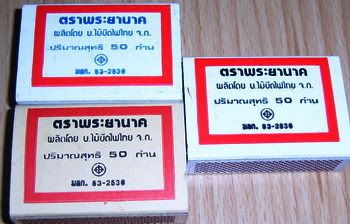 ตราพระยานาค
ผลิตโดย บ.ไม้ขีดไฟไทย จ.ก.
ปริมาณสุทธิ 50 ก้าน
มอก. 53-2536
ตราพระยานาค
ผลิตโดย บ.ไม้ขีดไฟไทย จ.ก.
ปริมาณสุทธิ 50 ก้าน
มอก. 53-2536
ตราพระยานาค
ผลิตโดย บ.ไม้ขีดไฟไทย จ.ก.
ปริมาณสุทธิ 50 ก้าน
มอก. 53-2536